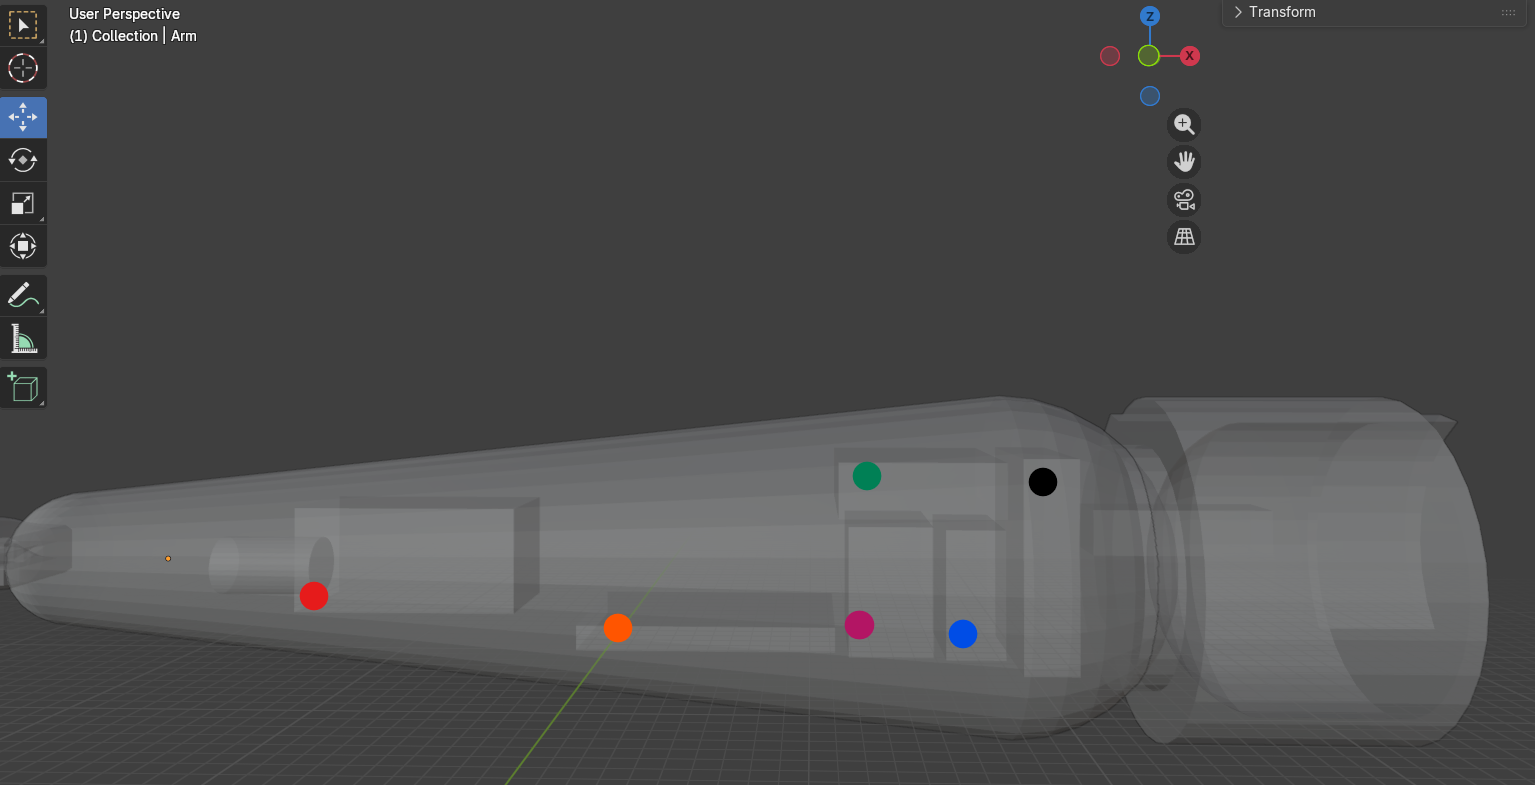 User Perspective
(1) Collection | Arm
Transform
Z
X